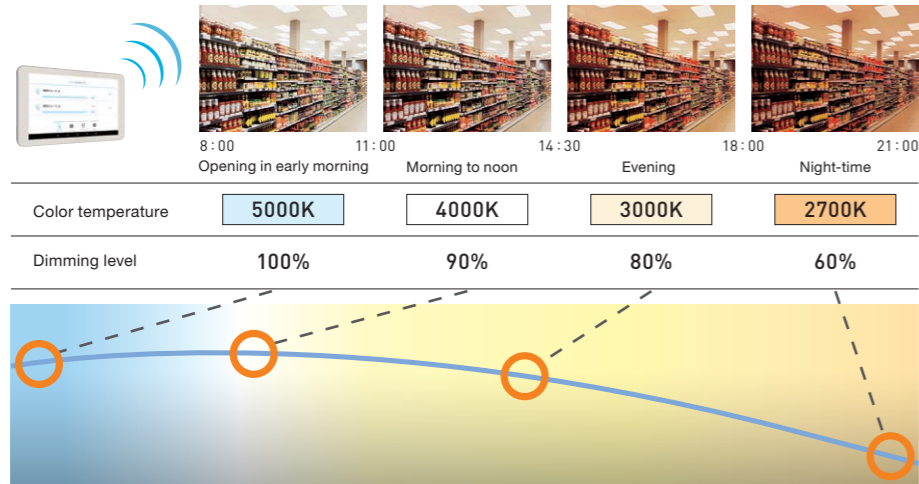 8:00 11:00 14:30 18:00 21:00
Opening in early morning Morning to noon Evening Night-time
Color temperature 5000K 4000K 3000K 2700K
Dimming level 100% 90% 80% 60%